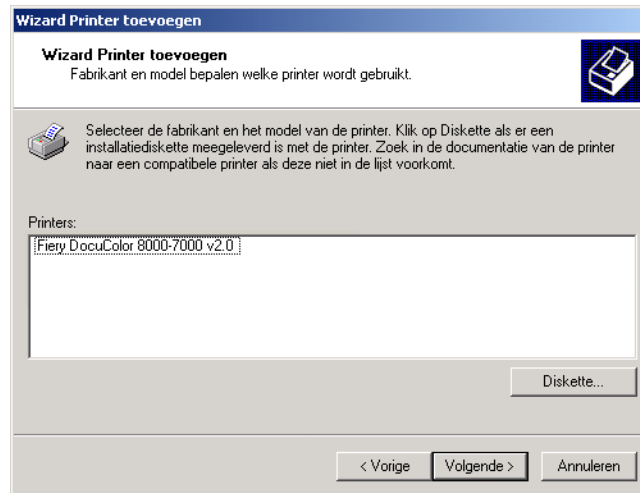 Wizard Printer toevoegen
Wizard Printer toevoegen
Fabrikant en model bepalen welke printer wordt gebruikt.
Selecteer de fabrikant en het model van de printer. Klik op Diskette als er een
installatiediskette meegeleverd is met de printer. Zoek in de documentatie van de printer
naar een compatibele printer als deze niet in de lijst voorkomt.
Printers:
Fiery DocuColor 8000-7000 v2.0
Diskette...
< Vorige
Volgende >
Annuleren